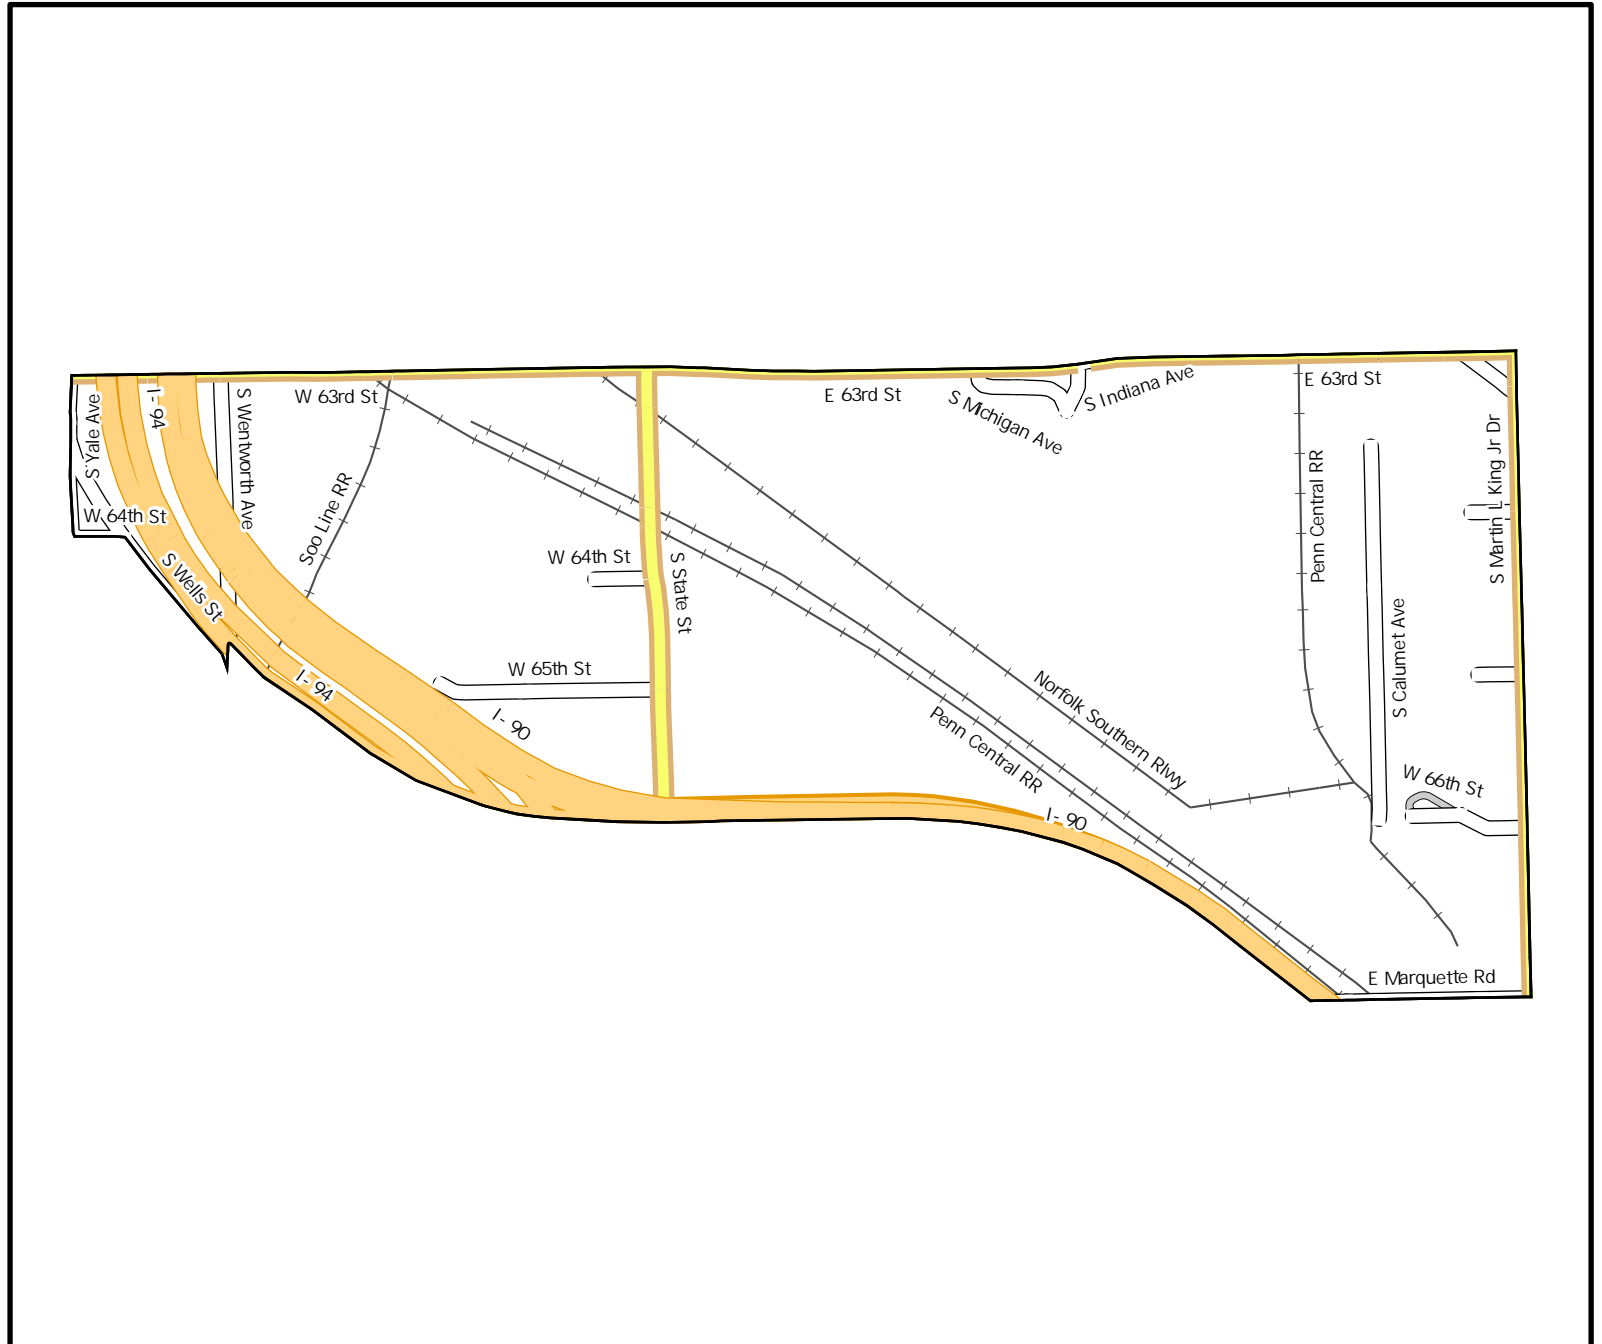 W 63rd St
E 63rd St
E 63rd St
S Yale Ave
I- 94
S Wentworth Ave
S Michigan Ave
S Indiana Ave
W 64th St
S Wells St
Soo Line RR
W 64th St
S State St
Penn Central RR
S Martin L King Jr Dr
S Calumet Ave
W 65th St
I- 94
I- 90
Norfolk Southern Rlwy
Penn Central RR
W 66th St
I- 90
E Marquette Rd